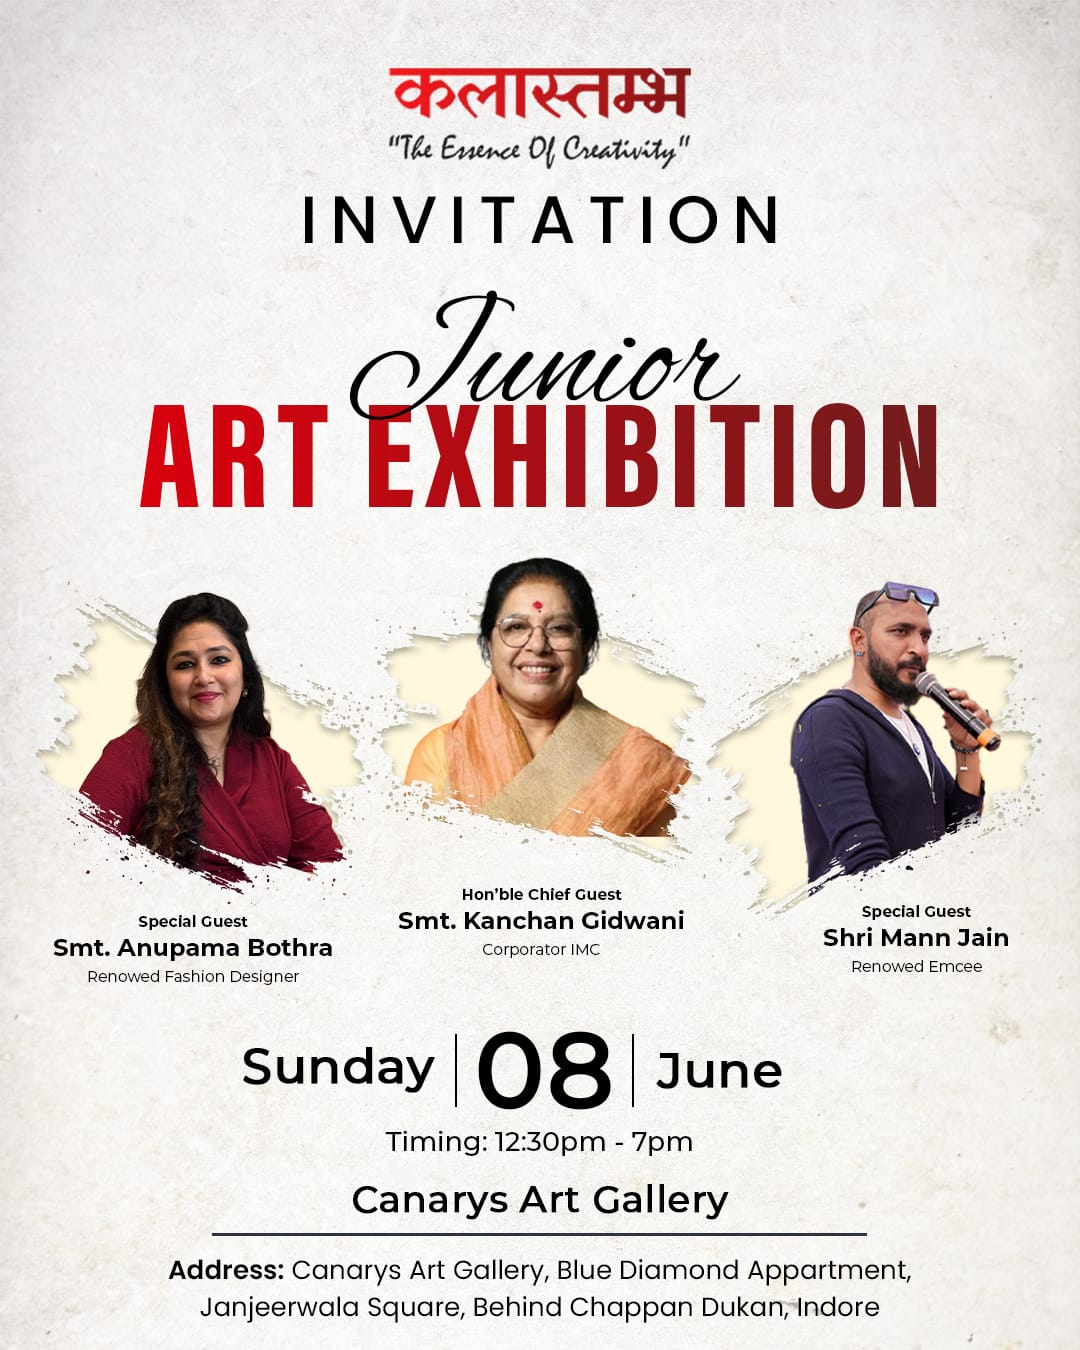 कलास्तम्भ
"The Essence Of Creativity"
INVITATION
Junior
ART EXHIBITION
Special Guest
Smt. Anupama Bothra
Renowed Fashion Designer
Hon'ble Chief Guest
Smt. Kanchan Gidwani
Corporator IMC
Special Guest
Shri Mann Jain
Renowed Emcee
Sunday | 08 | June
Timing: 12:30pm - 7pm
Canarys Art Gallery
Address: Canarys Art Gallery, Blue Diamond Appartment,
Janjeerwala Square, Behind Chappan Dukan, Indore